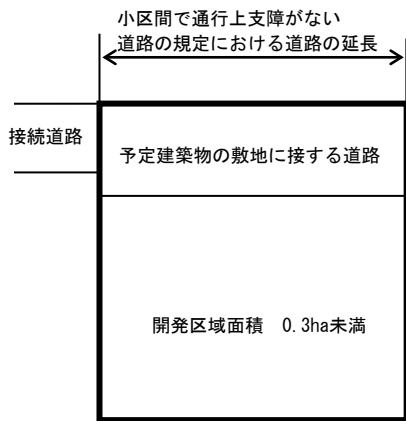 小区間で通行上支障がない
道路の規定における道路の延長
接続道路
予定建築物の敷地に接する道路
開発区域面積　0.3ha未満